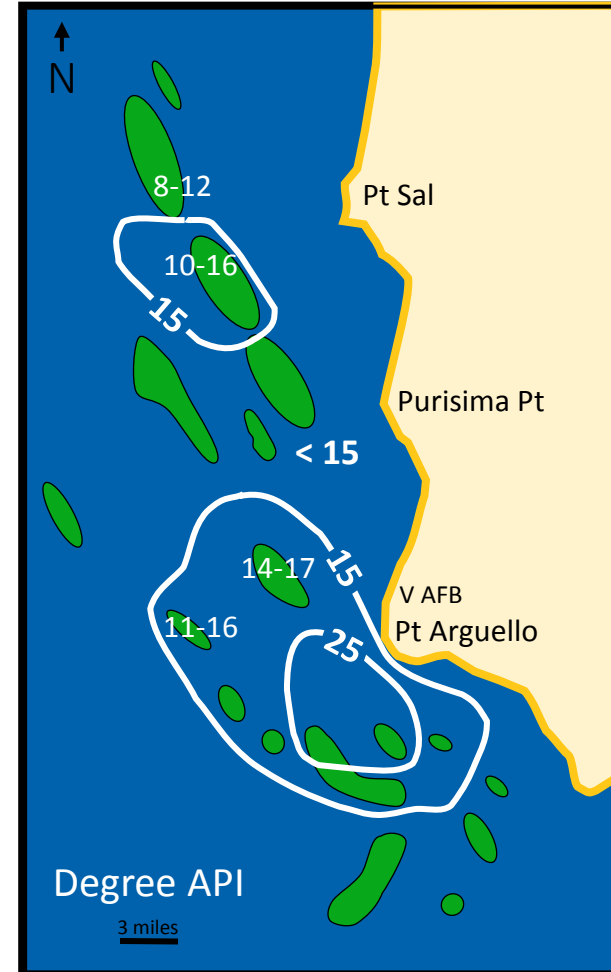 N
8-12
Pt Sal
10-16
15
Purisima Pt
< 15
14-17
15
V AFB
11-16
Pt Arguello
25
Degree API
3 miles